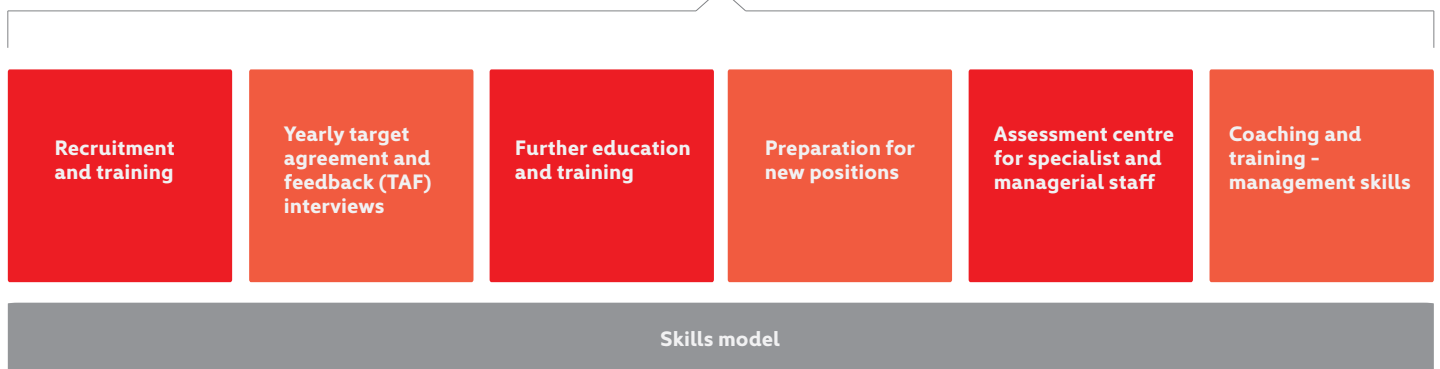 Recruitment
and training
Yearly target
agreement and
feedback (TAF)
interviews
Further education
and training
Preparation for
new positions
Assessment centre
for specialist and
managerial staff
Coaching and
training –
management skills
Skills model